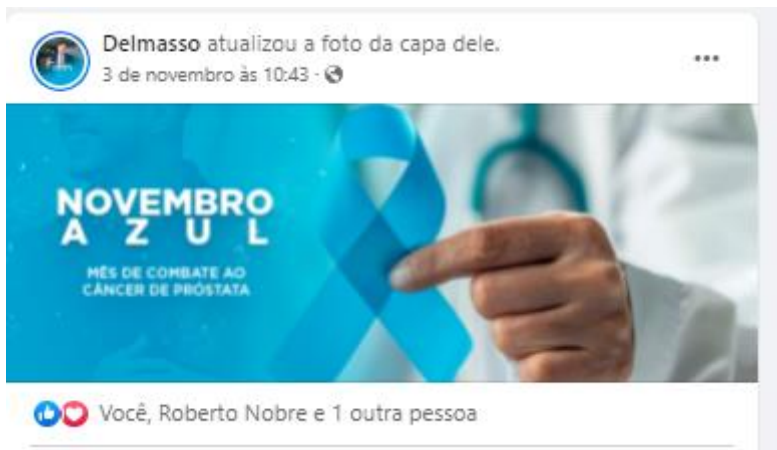 Delmasso atualizou a foto da capa dele.
3 de novembro às 10:43 ·
NOVEMBRO
AZUL
MÊS DE COMBATE AO
CÂNCER DE PRÓSTATA
Você, Roberto Nobre e 1 outra pessoa